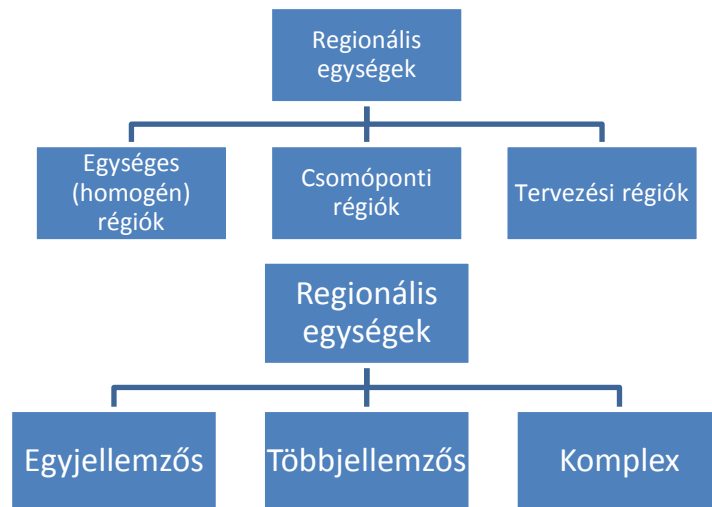 Regionális
egységek
Egységes
(homogén)
régiók
Csomóponti
régiók
Tervezési régiók
Regionális
egységek
Egyjellemzős
Többjellemzős
Komplex